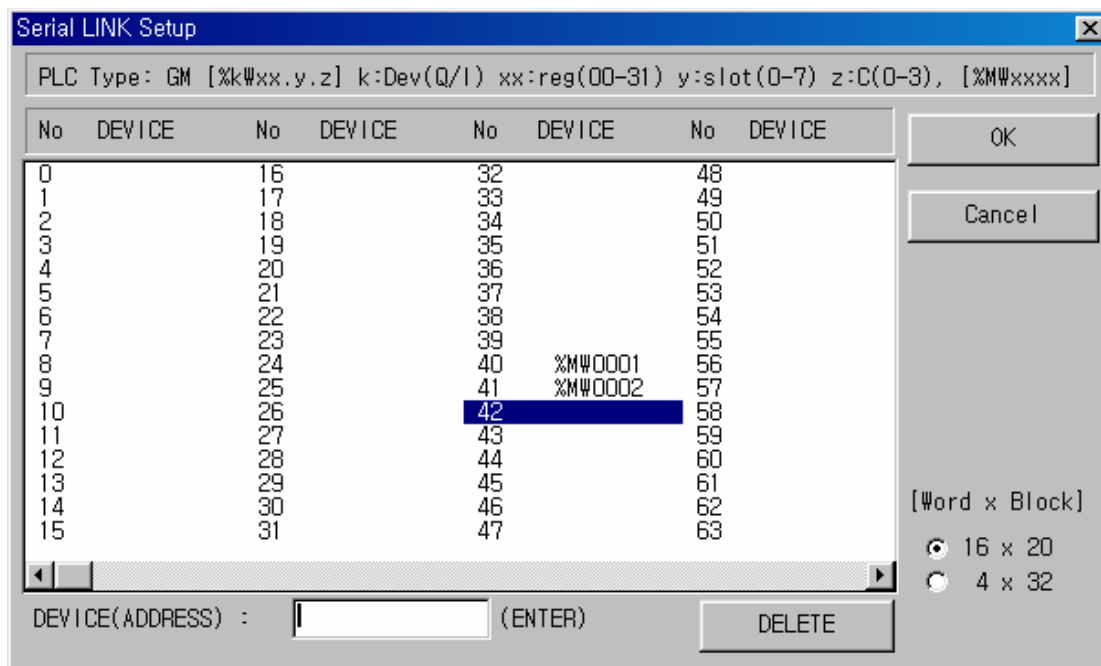 Serial LINK Setup
PLC Type: GM [%kWxx.y.z] k:Dev(Q/I) xx:reg(00-31) y:slot(0-7) z:C(0-3), [%MWxxxx]
No DEVICE No DEVICE No DEVICE No DEVICE
OK
0 16 32 48
1 17 33 49
2 18 34 50
Cancel
3 19 35 51
4 20 36 52
5 21 37 53
6 22 38 54
7 23 39 55
8 24 40 %MW0001 56
9 25 41 %MW0002 57
10 26 42 58
11 27 43 59
12 28 44 60
13 29 45 61
14 30 46 62
15 31 47 63
[Word x Block]
16 x 20
4 x 32
DEVICE(ADDRESS) : (ENTER)
DELETE